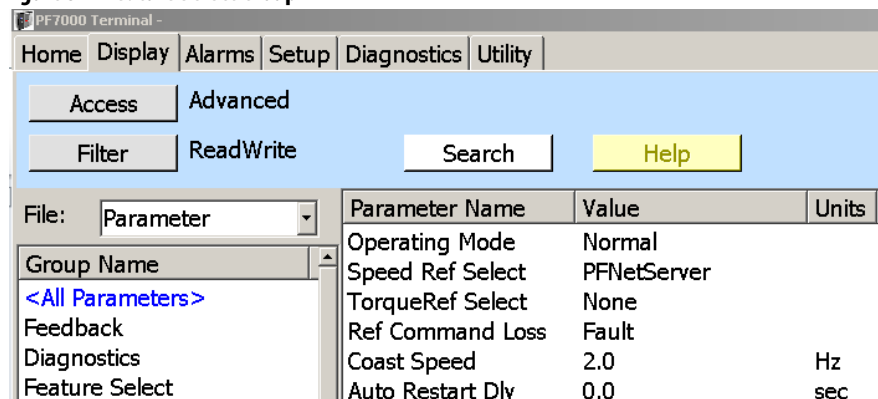 PF7000 Terminal -
Home Display Alarms Setup Diagnostics Utility
Access Advanced
Filter ReadWrite Search Help
File: Parameter
Group Name
<All Parameters>
Feedback
Diagnostics
Feature Select
Parameter Name Value Units
Operating Mode Normal
Speed Ref Select PFNetServer
TorqueRef Select None
Ref Command Loss Fault
Coast Speed 2.0 Hz
Auto Restart Dly 0.0 sec